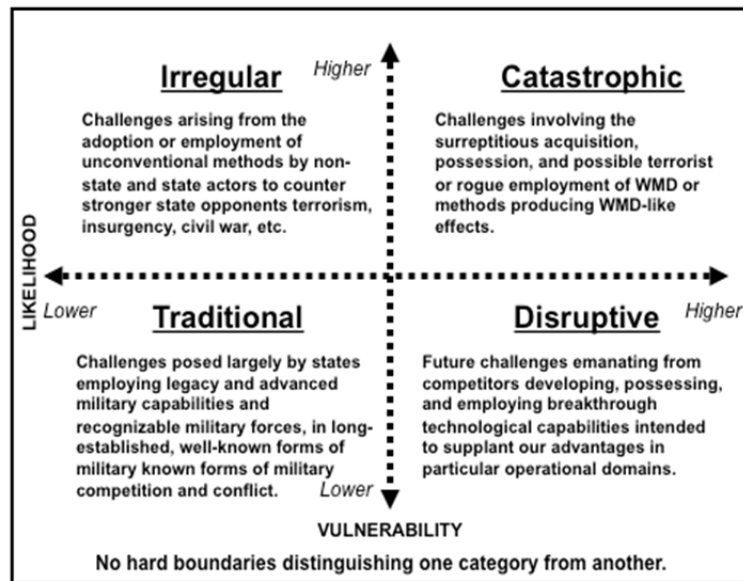 Irregular
Higher
Catastrophic
Challenges arising from the
adoption or employment of
unconventional methods by non-
state and state actors to counter
stronger state opponents terrorism,
insurgency, civil war, etc.
Challenges involving the
surreptitious acquisition,
possession, and possible terrorist
or rogue employment of WMD or
methods producing WMD-like
effects.
LIKELIHOOD
Lower
Higher
Traditional
Disruptive
Challenges posed largely by states
employing legacy and advanced
military capabilities and
recognizable military forces, in long-
established, well-known forms of
military known forms of military
competition and conflict.
Lower
Future challenges emanating from
competitors developing, possessing,
and employing breakthrough
technological capabilities intended
to supplant our advantages in
particular operational domains.
VULNERABILITY
No hard boundaries distinguishing one category from another.